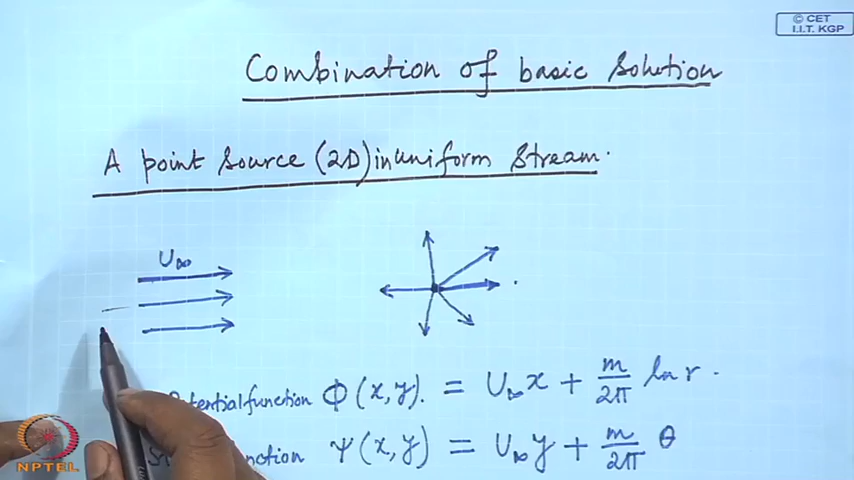 © CET
I.I.T. KGP
Combination of basic solution
A point source (2D) in uniform stream.
U∞
Potential function Φ(x,y). = U∞x + m/2π ln r.
function Ψ(x,y) = U∞y + m/2π θ
NPTEL